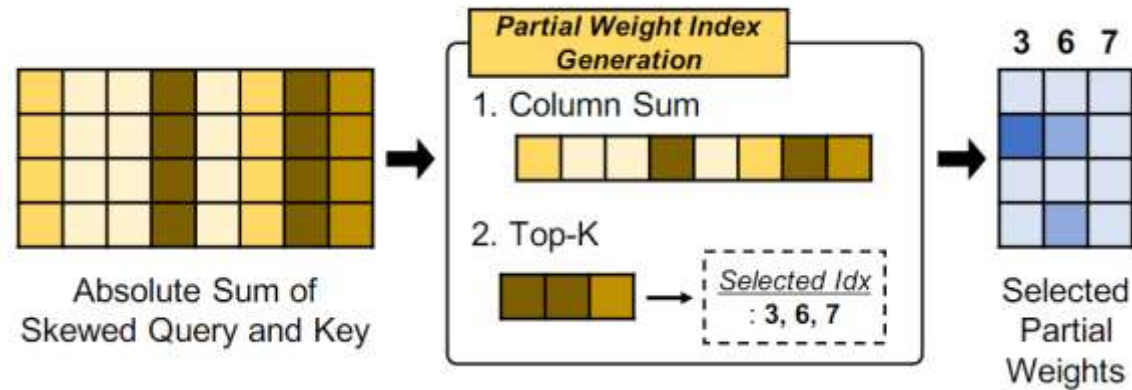 Absolute Sum of
Skewed Query and Key
Partial Weight Index
Generation
1. Column Sum
2. Top-K
Selected Idx
: 3, 6, 7
3 6 7
Selected
Partial
Weights